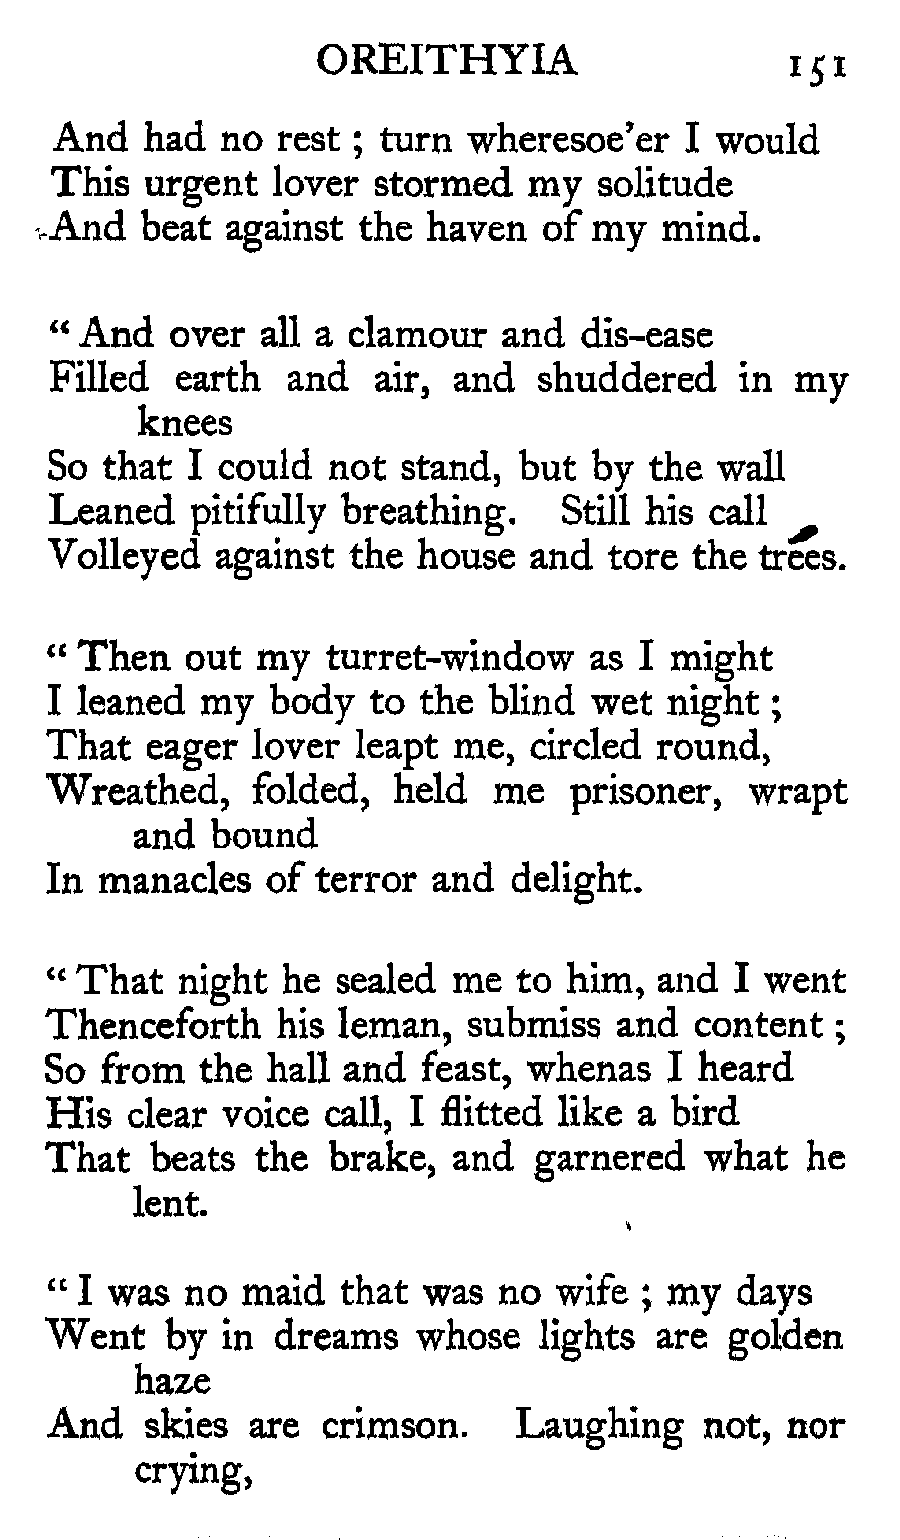 OREITHYIA 151
And had no rest ; turn wheresoe'er I would
This urgent lover stormed my solitude
And beat against the haven of my mind.
“ And over all a clamour and dis-ease
Filled earth and air, and shuddered in my
knees
So that I could not stand, but by the wall
Leaned pitifully breathing. Still his call
Volleyed against the house and tore the trees.
“ Then out my turret-window as I might
I leaned my body to the blind wet night ;
That eager lover leapt me, circled round,
Wreathed, folded, held me prisoner, wrapt
and bound
In manacles of terror and delight.
“ That night he sealed me to him, and I went
Thenceforth his leman, submiss and content ;
So from the hall and feast, whenas I heard
His clear voice call, I flitted like a bird
That beats the brake, and garnered what he
lent.
“ I was no maid that was no wife ; my days
Went by in dreams whose lights are golden
haze
And skies are crimson. Laughing not, nor
crying,